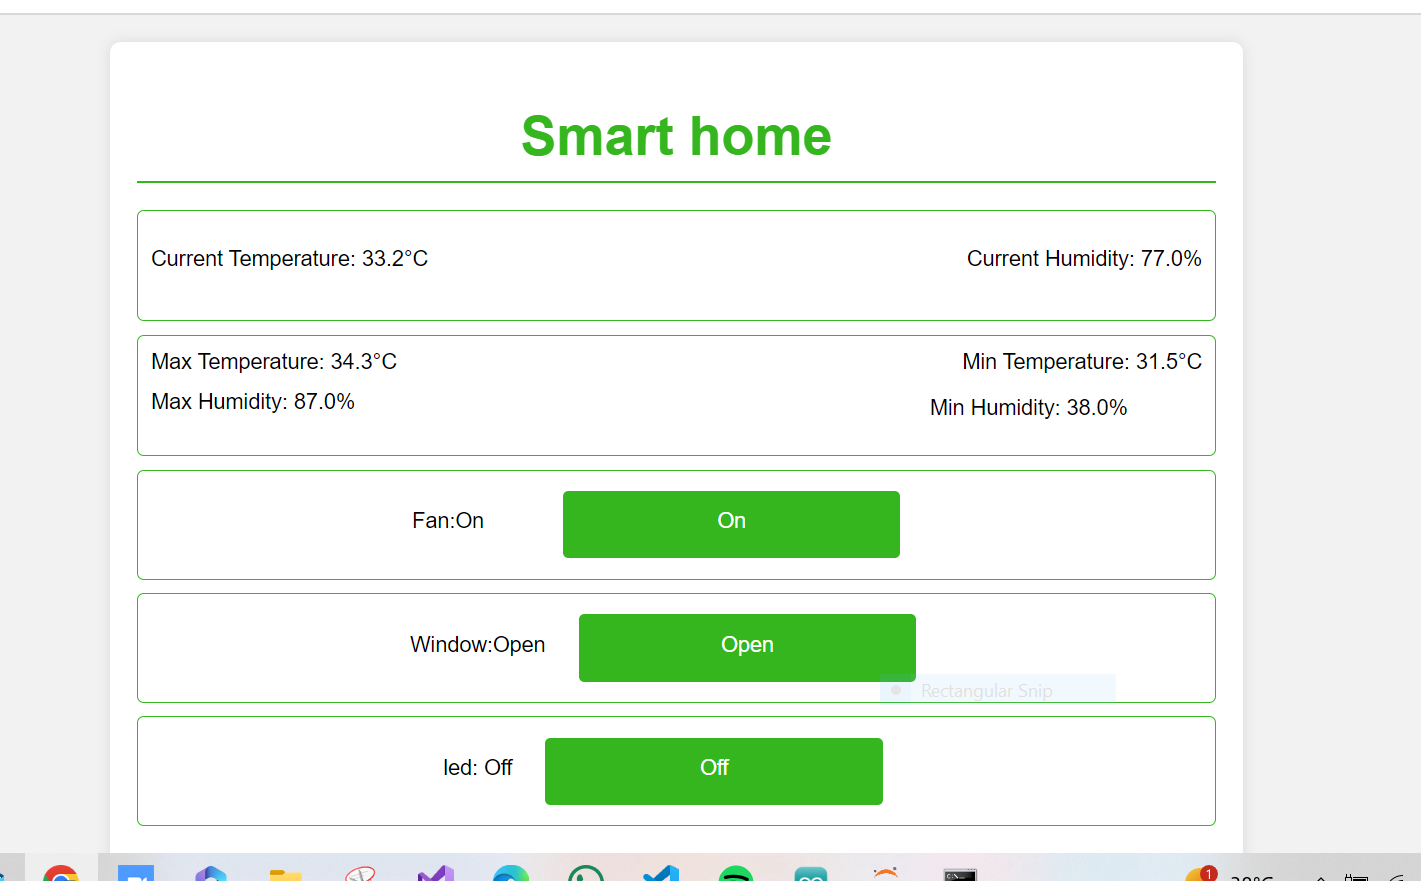 Smart home
Current Temperature: 33.2°C Current Humidity: 77.0%
Max Temperature: 34.3°C Min Temperature: 31.5°C
Max Humidity: 87.0% Min Humidity: 38.0%
Fan:On On
Window:Open Open
Rectangular Snip
led: Off Off
1